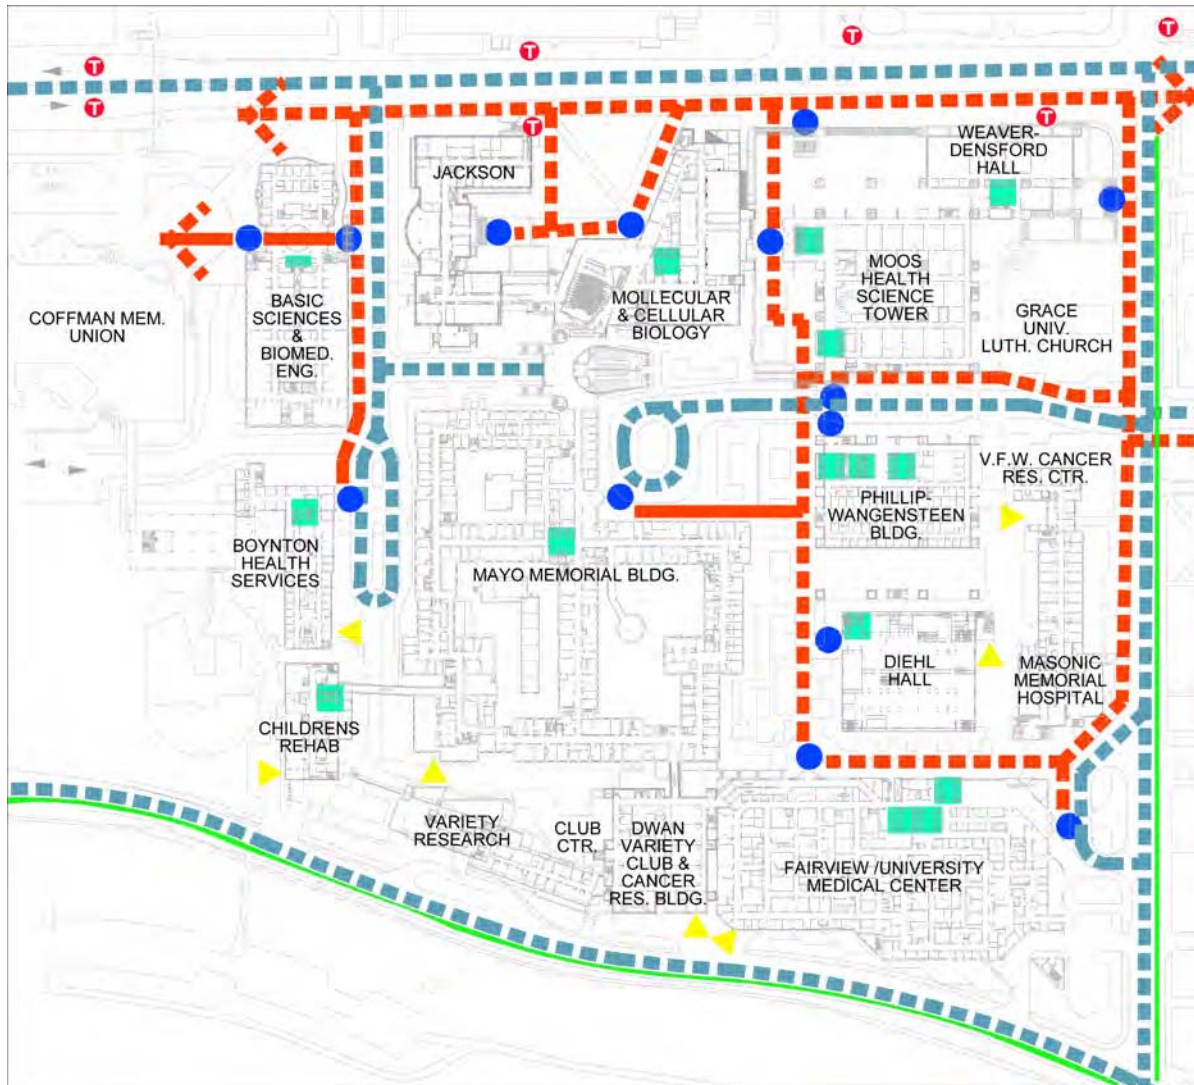 T
T
T
T
T
T
T
WEAVER-
DENSFORD
HALL
JACKSON
MOOS
HEALTH
SCIENCE
TOWER
BASIC
SCIENCES
&
BIOMED.
ENG.
MOLLECULAR
& CELLULAR
BIOLOGY
COFFMAN MEM.
UNION
GRACE
UNIV.
LUTH. CHURCH
V.F.W. CANCER
RES. CTR.
PHILLIP-
WANGENSTEEN
BLDG.
BOYNTON
HEALTH
SERVICES
MAYO MEMORIAL BLDG.
DIEHL
HALL
MASONIC
MEMORIAL
HOSPITAL
CHILDRENS
REHAB
VARIETY
RESEARCH
CLUB
CTR.
DWAN
VARIETY
CLUB &
CANCER
RES. BLDG.
FAIRVIEW /UNIVERSITY
MEDICAL CENTER